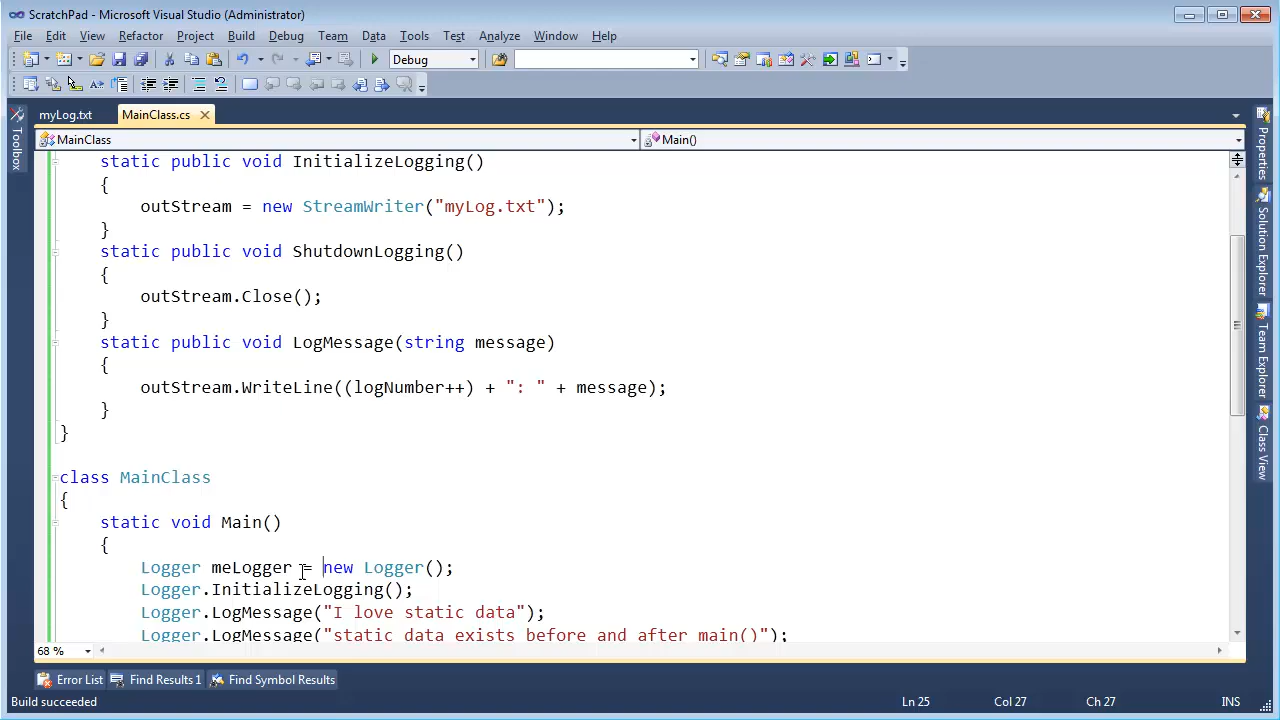 ScratchPad - Microsoft Visual Studio (Administrator)
File Edit View Refactor Project Build Debug Team Data Tools Test Analyze Window Help
Debug
myLog.txt MainClass.cs
MainClass Main()
static public void InitializeLogging()
{
outStream = new StreamWriter("myLog.txt");
}
static public void ShutdownLogging()
{
outStream.Close();
}
static public void LogMessage(string message)
{
outStream.WriteLine((logNumber++) + ": " + message);
}
}
class MainClass
{
static void Main()
{
Logger meLogger = new Logger();
Logger.InitializeLogging();
Logger.LogMessage("I love static data");
Logger.LogMessage("static data exists before and after main()");
68 %
Error List Find Results 1 Find Symbol Results
Build succeeded Ln 25 Col 27 Ch 27 INS
Toolbox
Properties
Solution Explorer
Team Explorer
Class View